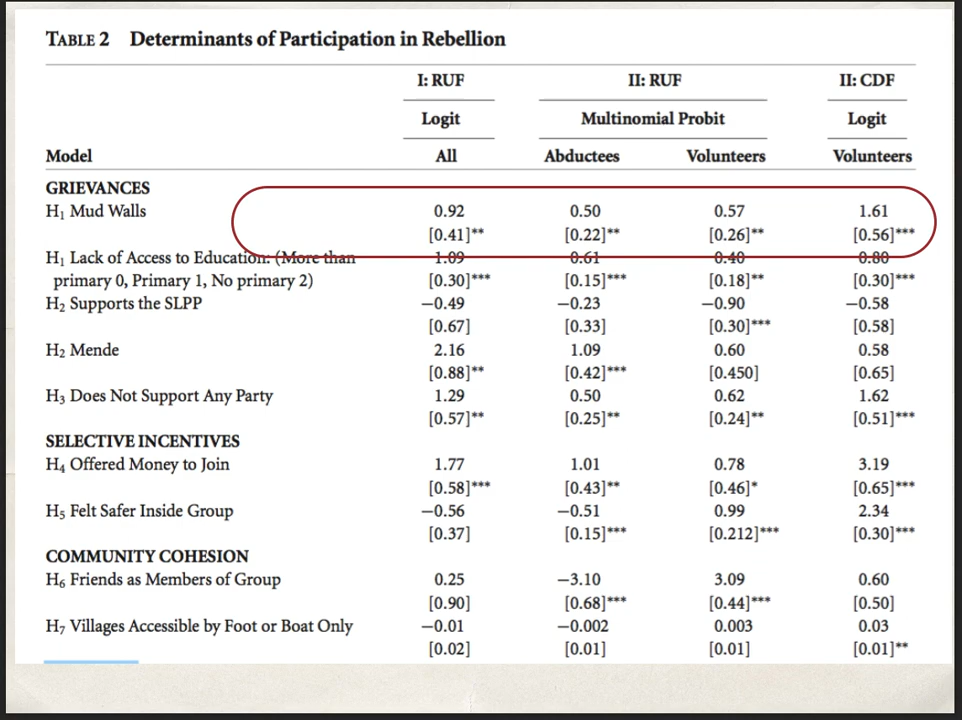 TABLE 2 Determinants of Participation in Rebellion
I: RUF II: RUF II: CDF
Logit Multinomial Probit Logit
Model All Abductees Volunteers Volunteers
GRIEVANCES
H₁ Mud Walls 0.92 0.50 0.57 1.61
[0.41]** [0.22]** [0.26]** [0.56]***
H₁ Lack of Access to Education: (More than 1.09 0.61 0.40 0.80
primary 0, Primary 1, No primary 2) [0.30]*** [0.15]*** [0.18]** [0.30]***
H₂ Supports the SLPP −0.49 −0.23 −0.90 −0.58
[0.67] [0.33] [0.30]*** [0.58]
H₂ Mende 2.16 1.09 0.60 0.58
[0.88]** [0.42]*** [0.450] [0.65]
H₃ Does Not Support Any Party 1.29 0.50 0.62 1.62
[0.57]** [0.25]** [0.24]** [0.51]***
SELECTIVE INCENTIVES
H₄ Offered Money to Join 1.77 1.01 0.78 3.19
[0.58]*** [0.43]** [0.46]* [0.65]***
H₅ Felt Safer Inside Group −0.56 −0.51 0.99 2.34
[0.37] [0.15]*** [0.212]*** [0.30]***
COMMUNITY COHESION
H₆ Friends as Members of Group 0.25 −3.10 3.09 0.60
[0.90] [0.68]*** [0.44]*** [0.50]
H₇ Villages Accessible by Foot or Boat Only −0.01 −0.002 0.003 0.03
[0.02] [0.01] [0.01] [0.01]**